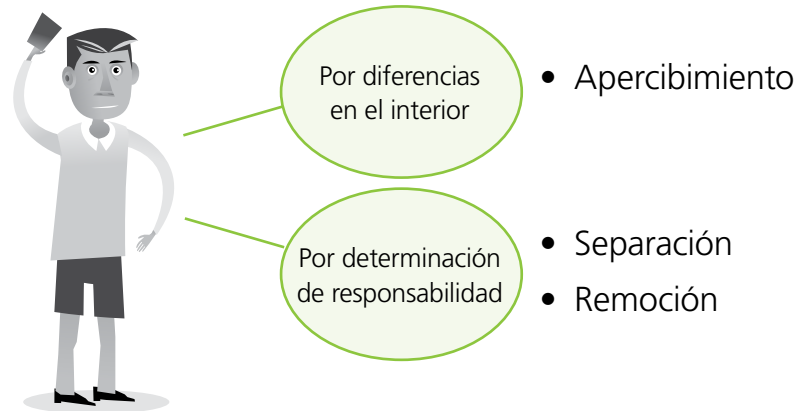 Por diferencias
en el interior
• Apercibimiento
Por determinación
de responsabilidad
• Separación
• Remoción